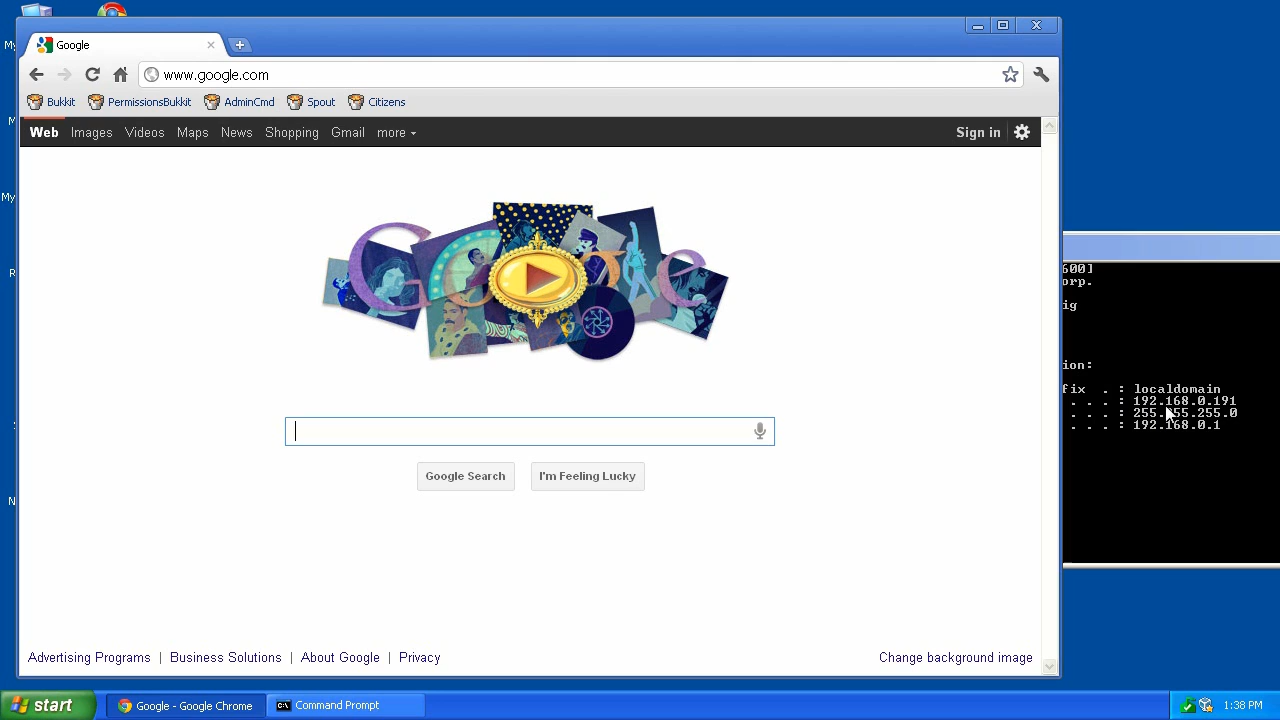 Google
www.google.com
Bukkit PermissionsBukkit AdminCmd Spout Citizens
Web Images Videos Maps News Shopping Gmail more Sign in
600]
orp.
ig
ion:
fix . : localdomain
. . . : 192.168.0.191
. . . : 255.255.255.0
. . . : 192.168.0.1
Google Search I'm Feeling Lucky
Advertising Programs | Business Solutions | About Google | Privacy Change background image
start Google - Google Chrome Command Prompt 1:38 PM